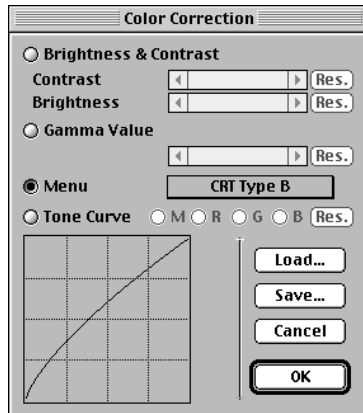 Color Correction
Brightness & Contrast
Contrast Res.
Brightness Res.
Gamma Value
Res.
Menu CRT Type B
Tone Curve M R G B Res.
Load...
Save...
Cancel
OK